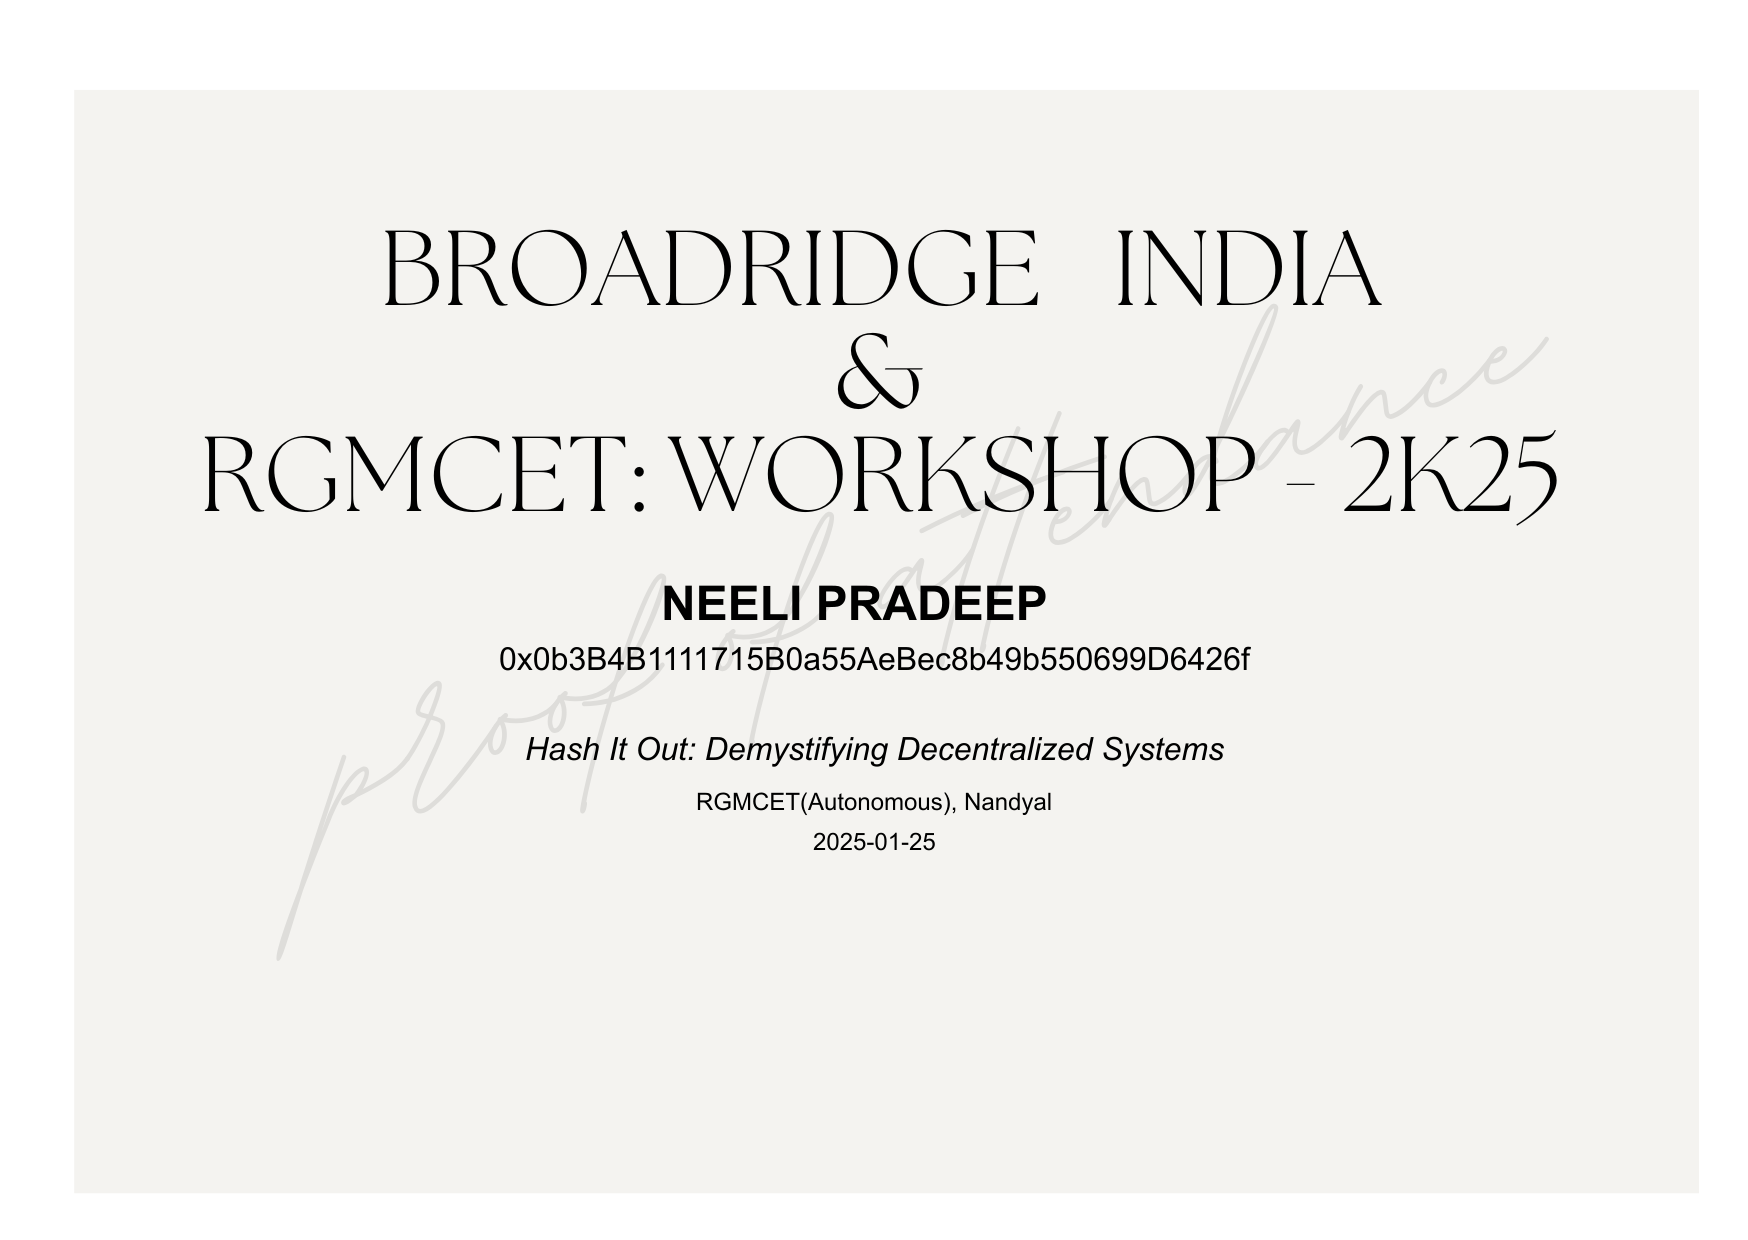 BROADRIDGE INDIA
&
RGMCET: WORKSHOP - 2K25
proof of attendance
NEELI PRADEEP
0x0b3B4B1111715B0a55AeBec8b49b550699D6426f
Hash It Out: Demystifying Decentralized Systems
RGMCET(Autonomous), Nandyal
2025-01-25